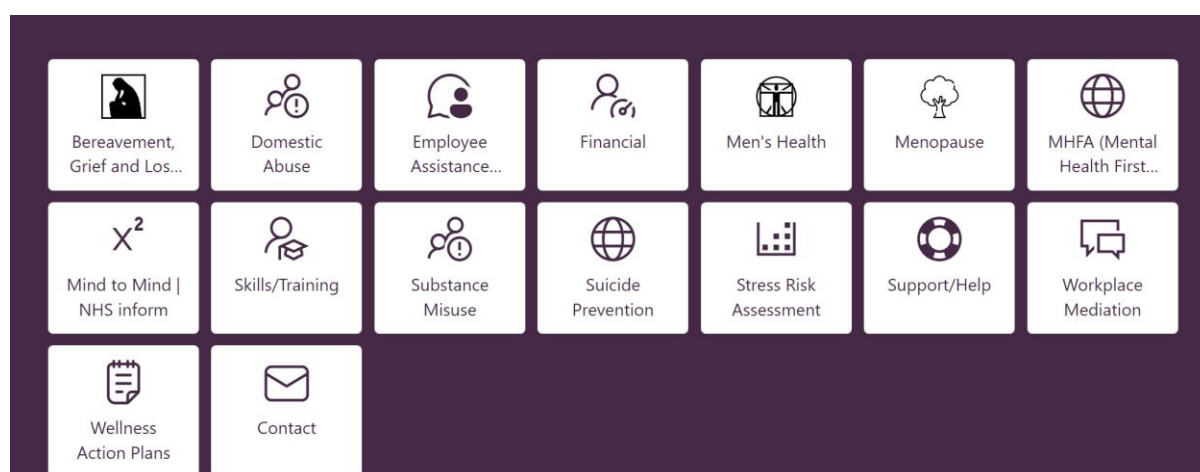 Bereavement,
Grief and Los...
Domestic
Abuse
Employee
Assistance...
Financial
Men's Health
Menopause
MHFA (Mental
Health First...
X²
Mind to Mind |
NHS inform
Skills/Training
Substance
Misuse
Suicide
Prevention
Stress Risk
Assessment
Support/Help
Workplace
Mediation
Wellness
Action Plans
Contact